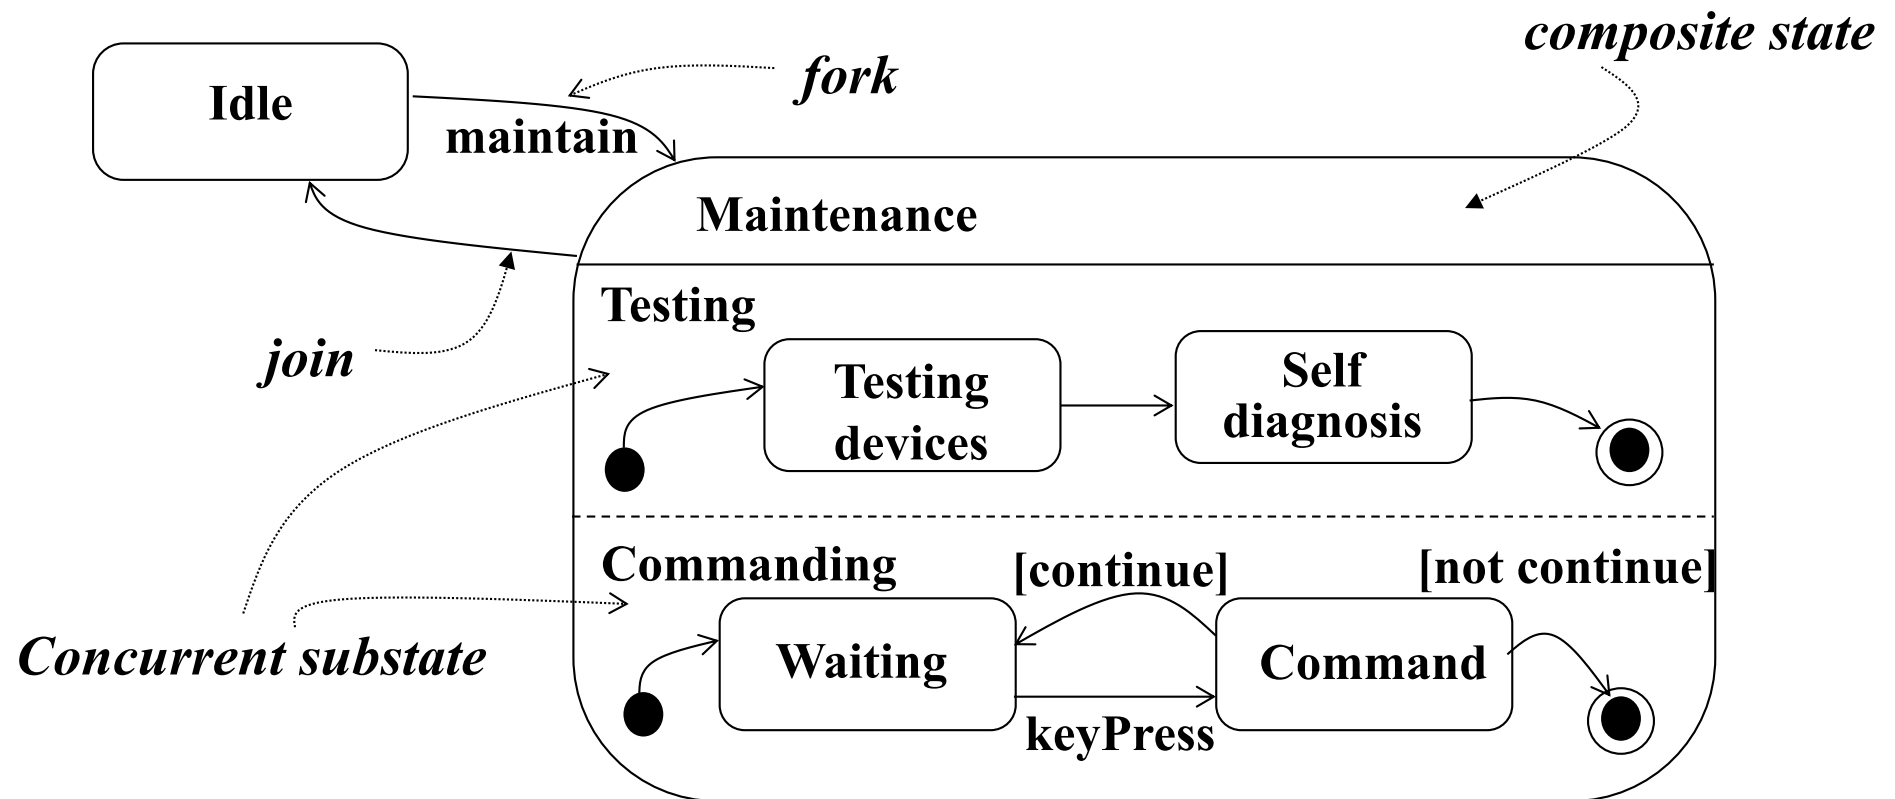 composite state
fork
Idle
maintain
Maintenance
Testing
join
Testing
devices
Self
diagnosis
Commanding
[continue]
[not continue]
Concurrent substate
Waiting
Command
keyPress